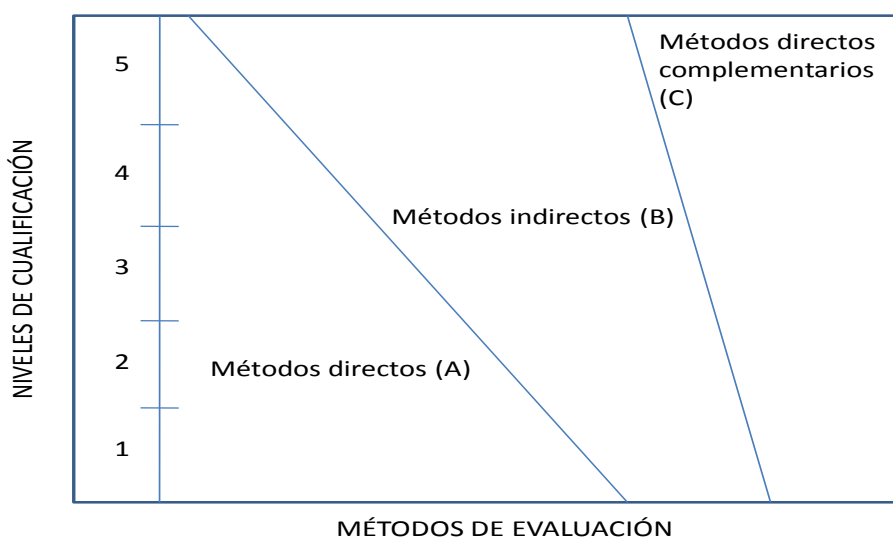 Métodos directos
complementarios
(C)
5
4
Métodos indirectos (B)
3
2
Métodos directos (A)
1
NIVELES DE CUALIFICACIÓN
MÉTODOS DE EVALUACIÓN